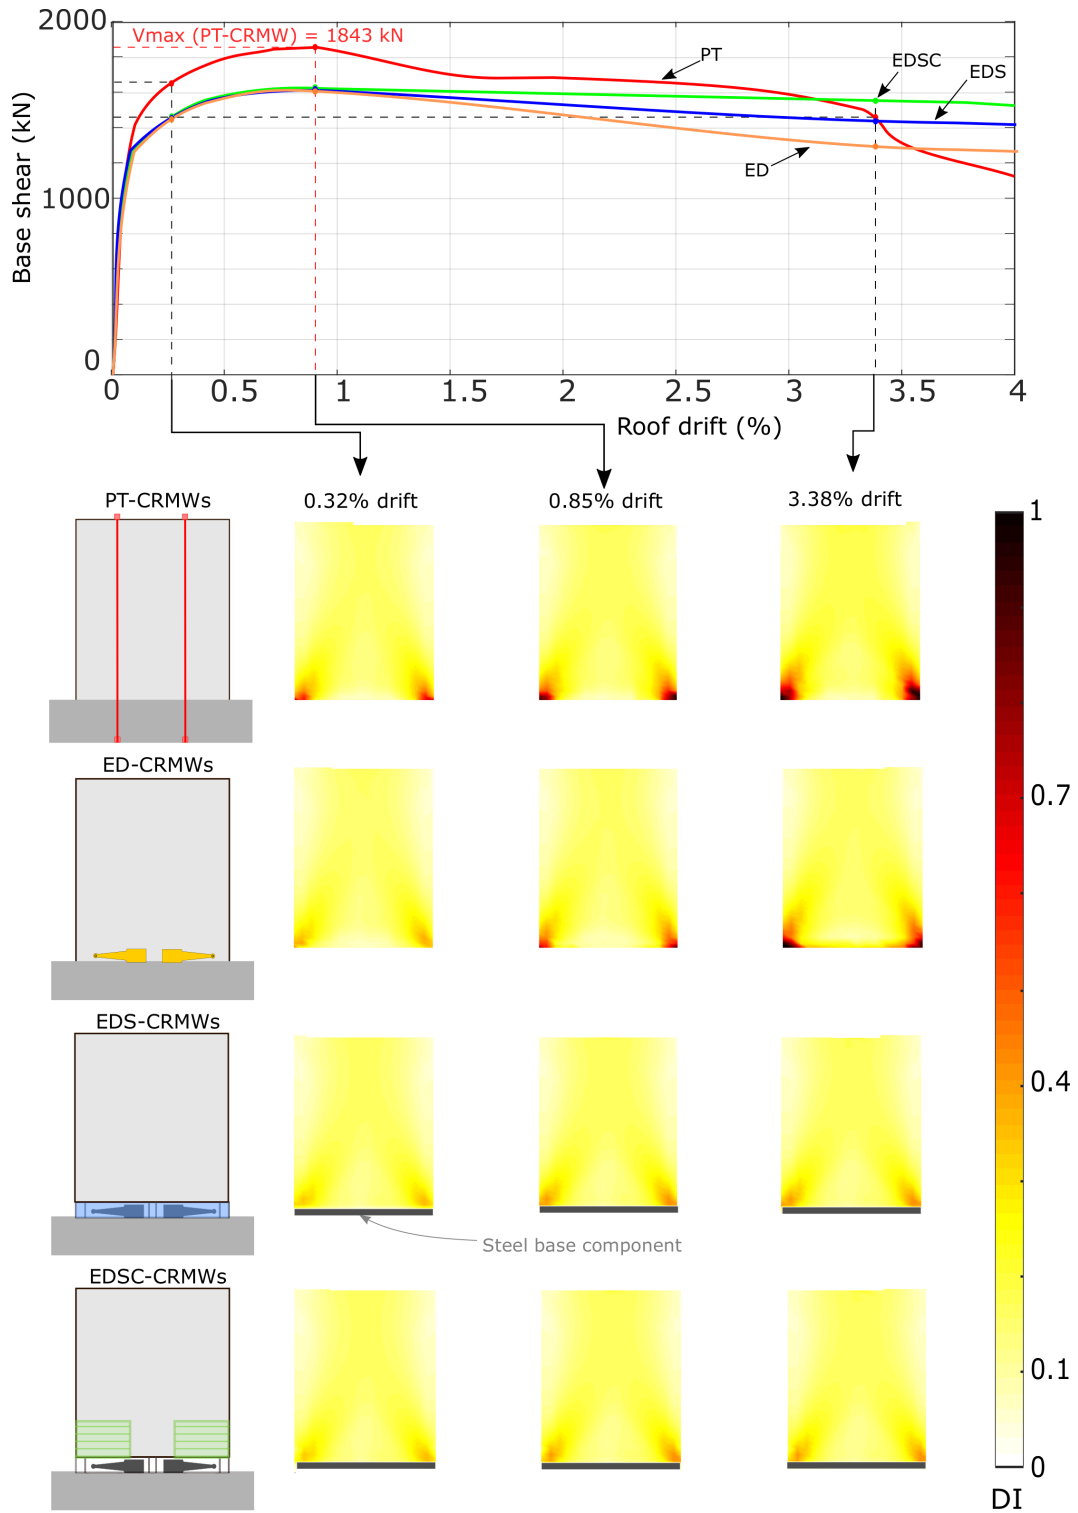 2000
Vmax (PT-CRMW) = 1843 kN
PT
EDSC
EDS
ED
1000
0
Base shear (kN)
0 0.5 1 1.5 2 2.5 3 3.5 4
Roof drift (%)
PT-CRMWs
0.32% drift
0.85% drift
3.38% drift
1
ED-CRMWs
0.7
EDS-CRMWs
0.4
Steel base component
EDSC-CRMWs
0.1
0
DI